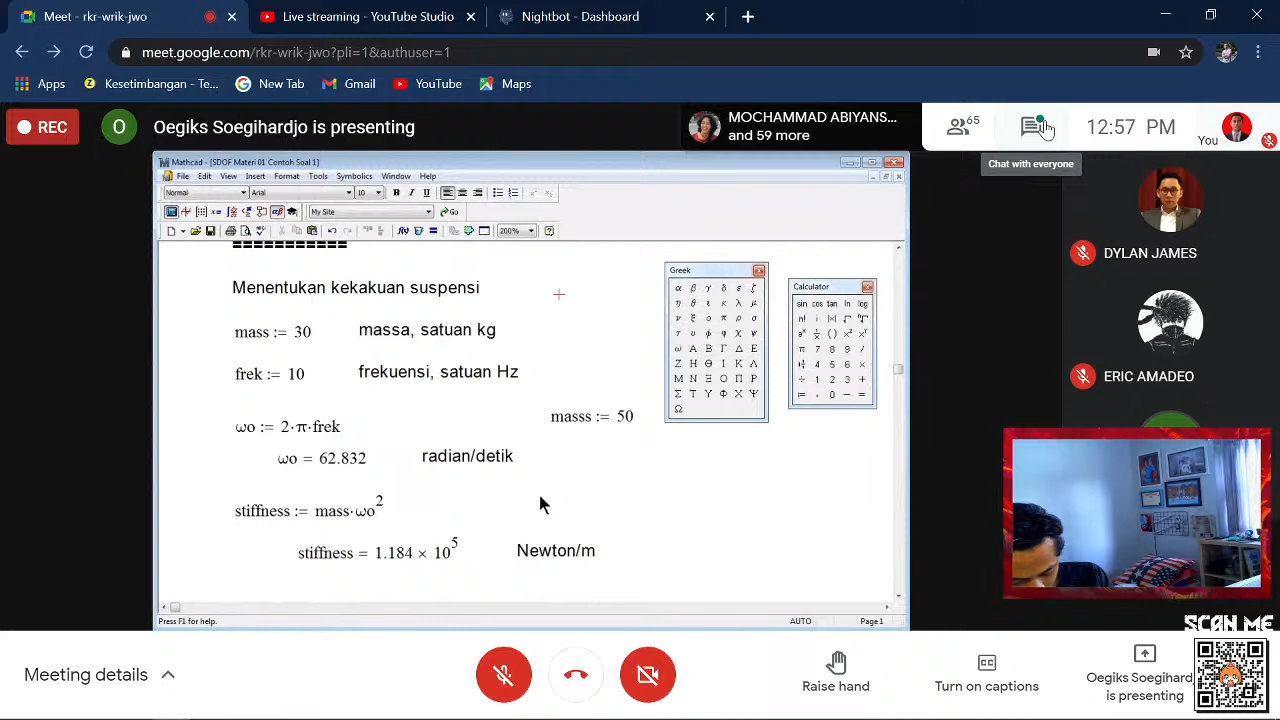 Meet - rkr-wrik-jwo
Live streaming - YouTube Studio
Nightbot - Dashboard
meet.google.com/rkr-wrik-jwo?pli=1&authuser=1
Apps
Kesetimbangan - Te...
New Tab
Gmail
YouTube
Maps
REC
O
Oegiks Soegihardjo is presenting
MOCHAMMAD ABIYANS...
and 59 more
65
12:57 PM
You
Chat with everyone
Mathcad - [SDOF Materi 01 Contoh Soal 1]
File Edit View Insert Format Tools Symbolics Window Help
Normal Arial 10 B I U
My Site Go
200%
===========
Menentukan kekakuan suspensi
mass := 30 massa, satuan kg
frek := 10 frekuensi, satuan Hz
masss := 50
ωo := 2·π·frek
ωo = 62.832 radian/detik
stiffness := mass·ωo²
stiffness = 1.184 × 10⁵ Newton/m
Greek
α β γ δ ε ζ
η θ ι κ λ μ
ν ξ ο π ρ σ
τ υ φ φ χ ψ
ω Α Β Γ Δ Ε
Ζ Η Θ Ι Κ Λ
Μ Ν Ξ Ο Π Ρ
Σ Τ Υ Φ Χ Ψ
Ω
Calculator
sin cos tan ln log
Press F1 for help.
AUTO
Page 1
DYLAN JAMES
ERIC AMADEO
SCAN ME
Meeting details
Raise hand
Turn on captions
Oegiks Soegihard
is presenting